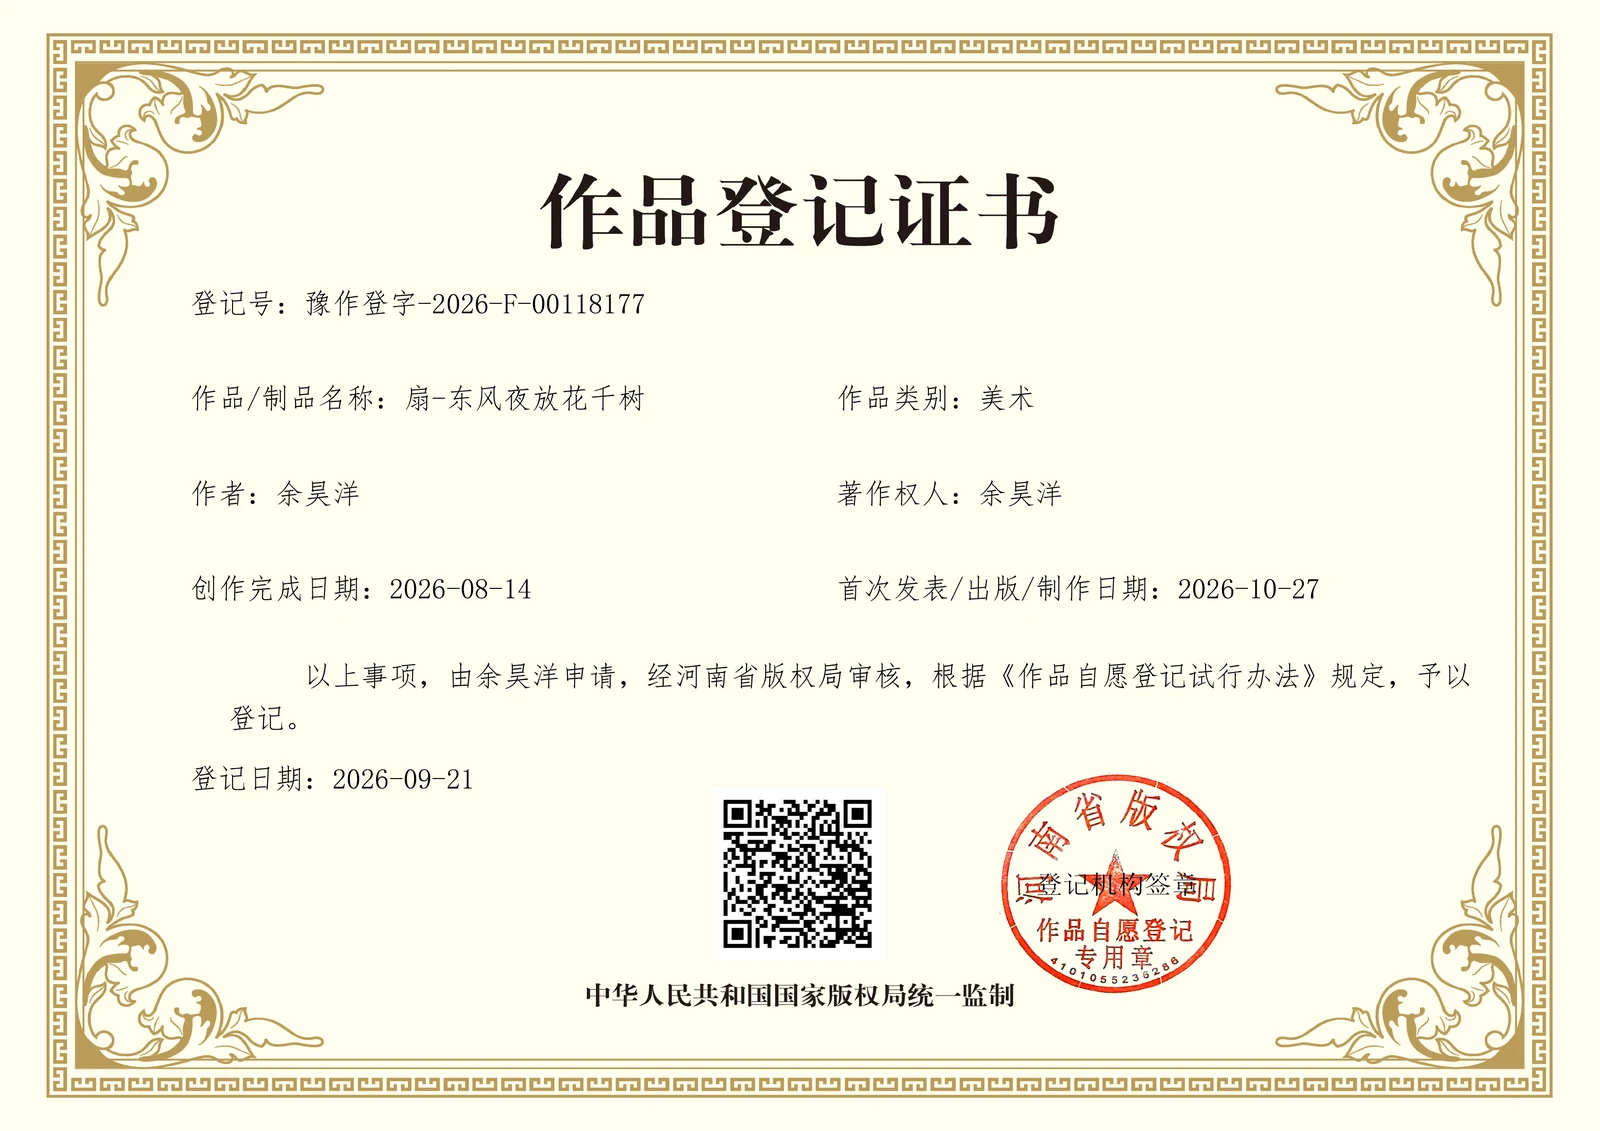 作品登记证书
登记号：豫作登字-2026-F-00118177
作品/制品名称：扇-东风夜放花千树
作品类别：美术
作者：余昊洋
著作权人：余昊洋
创作完成日期：2026-08-14
首次发表/出版/制作日期：2026-10-27
以上事项，由余昊洋申请，经河南省版权局审核，根据《作品自愿登记试行办法》规定，予以
登记。
登记日期：2026-09-21
河南省版权局
登记机构签章
作品自愿登记
专用章
4101055236286
中华人民共和国国家版权局统一监制